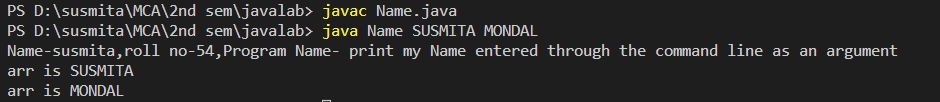 PS D:\susmita\MCA\2nd sem\javalab> javac Name.java
PS D:\susmita\MCA\2nd sem\javalab> java Name SUSMITA MONDAL
Name-susmita,roll no-54,Program Name- print my Name entered through the command line as an argument
arr is SUSMITA
arr is MONDAL